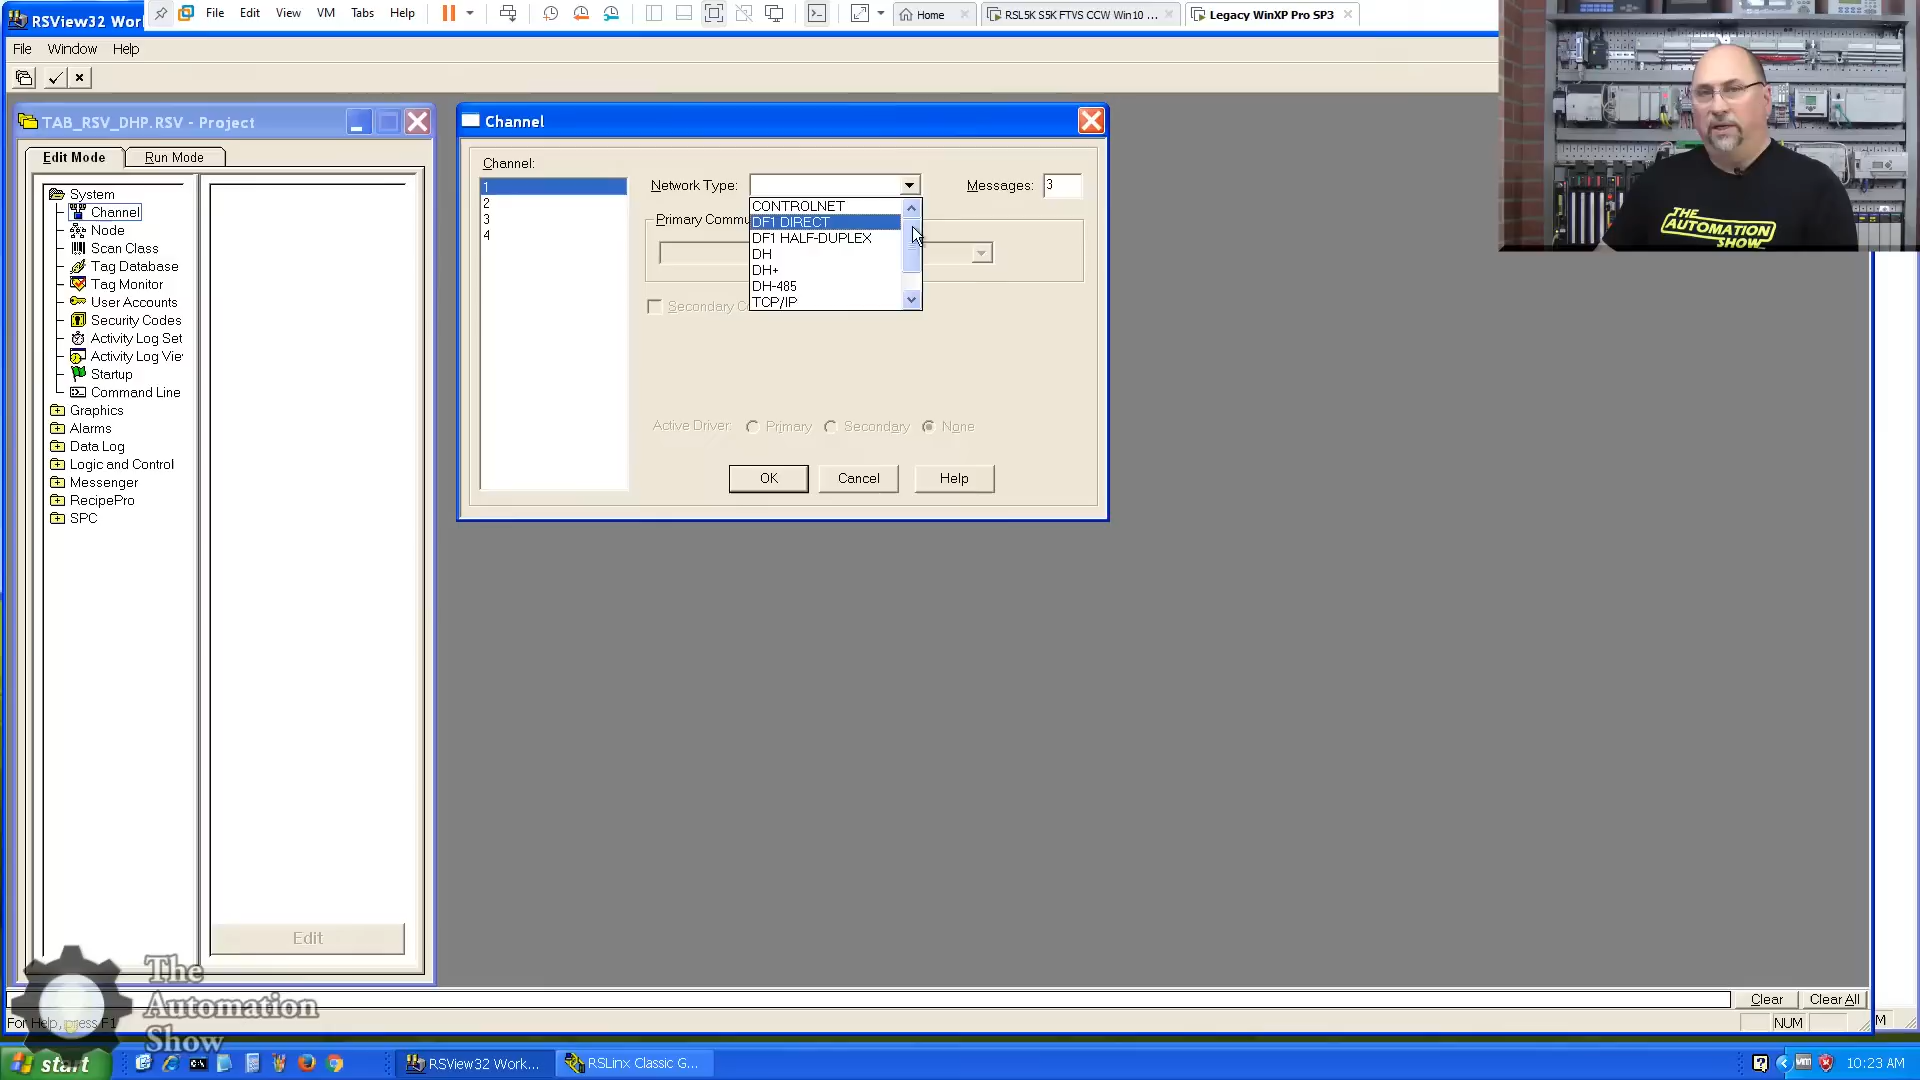 RSView32 Worl
File Edit View VM Tabs Help
Home
RSL5K S5K FTVS CCW Win10 ...
Legacy WinXP Pro SP3
File Window Help
TAB_RSV_DHP.RSV - Project
Edit Mode
Run Mode
System
Channel
Node
Scan Class
Tag Database
Tag Monitor
User Accounts
Security Codes
Activity Log Set
Activity Log Vie
Startup
Command Line
Graphics
Alarms
Data Log
Logic and Control
Messenger
RecipePro
SPC
Edit
Channel
Channel:
1
2
3
4
Network Type:
Messages: 3
CONTROLNET
DF1 DIRECT
DF1 HALF-DUPLEX
DH
DH+
DH-485
TCP/IP
Primary Commu
Secondary C
Active Driver: Primary Secondary None
OK Cancel Help
THE
AUTOMATION
SHOW
The
Automation
Show
Clear Clear All
For Help, press F1
NUM
M
start
RSView32 Work...
RSLinx Classic G...
10:23 AM